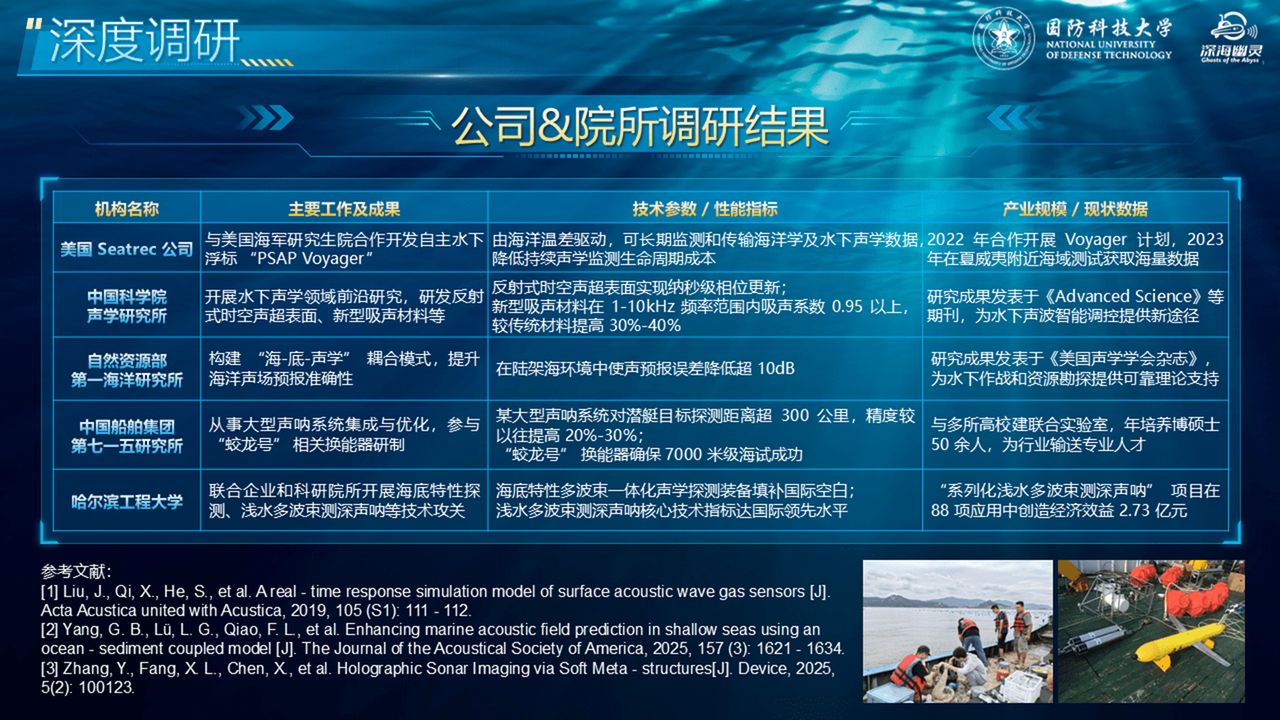 深度调研
国防科技大学
NATIONAL UNIVERSITY
OF DEFENSE TECHNOLOGY
深海幽灵
Ghosts of the Abyss
公司&院所调研结果
机构名称
主要工作及成果
技术参数 / 性能指标
产业规模 / 现状数据
美国 Seatrec 公司
与美国海军研究生院合作开发自主水下
浮标 “PSAP Voyager”
由海洋温差驱动，可长期监测和传输海洋学及水下声学数据，
降低持续声学监测生命周期成本
2022 年合作开展 Voyager 计划，2023
年在夏威夷附近海域测试获取海量数据
中国科学院
声学研究所
开展水下声学领域前沿研究，研发反射
式时空声超表面、新型吸声材料等
反射式时空声超表面实现纳秒级相位更新；
新型吸声材料在 1-10kHz 频率范围内吸声系数 0.95 以上，
较传统材料提高 30%-40%
研究成果发表于《Advanced Science》等
期刊，为水下声波智能调控提供新途径
自然资源部
第一海洋研究所
构建 “海-底-声学” 耦合模式，提升
海洋声场预报准确性
在陆架海环境中使声预报误差降低超 10dB
研究成果发表于《美国声学学会杂志》，
为水下作战和资源勘探提供可靠理论支持
中国船舶集团
第七一五研究所
从事大型声呐系统集成与优化，参与
“蛟龙号” 相关换能器研制
某大型声呐系统对潜艇目标探测距离超 300 公里，精度较
以往提高 20%-30%；
“蛟龙号” 换能器确保 7000 米级海试成功
与多所高校建联合实验室，年培养博硕士
50 余人，为行业输送专业人才
哈尔滨工程大学
联合企业和科研院所开展海底特性探
测、浅水多波束测深声呐等技术攻关
海底特性多波束一体化声学探测装备填补国际空白；
浅水多波束测深声呐核心技术指标达国际领先水平
“系列化浅水多波束测深声呐” 项目在
88 项应用中创造经济效益 2.73 亿元
参考文献：
[1] Liu, J., Qi, X., He, S., et al. A real - time response simulation model of surface acoustic wave gas sensors [J].
Acta Acustica united with Acustica, 2019, 105 (S1): 111 - 112.
[2] Yang, G. B., Lü, L. G., Qiao, F. L., et al. Enhancing marine acoustic field prediction in shallow seas using an
ocean - sediment coupled model [J]. The Journal of the Acoustical Society of America, 2025, 157 (3): 1621 - 1634.
[3] Zhang, Y., Fang, X. L., Chen, X., et al. Holographic Sonar Imaging via Soft Meta - structures[J]. Device, 2025,
5(2): 100123.